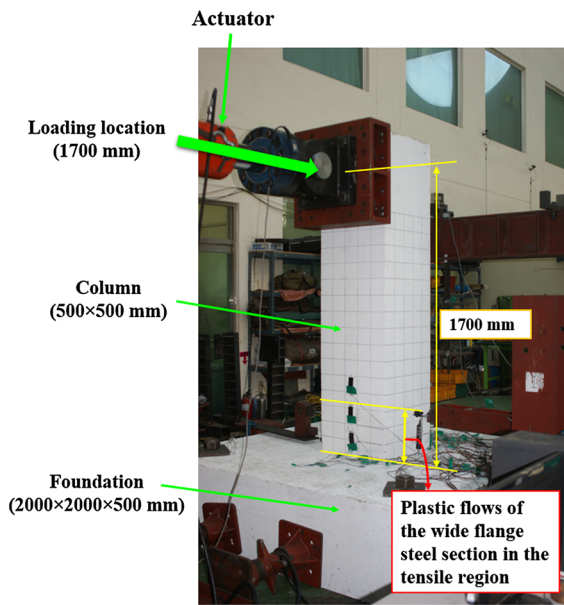 Actuator
Loading location
(1700 mm)
Column
(500×500 mm)
1700 mm
Foundation
(2000×2000×500 mm)
Plastic flows of
the wide flange
steel section in the
tensile region